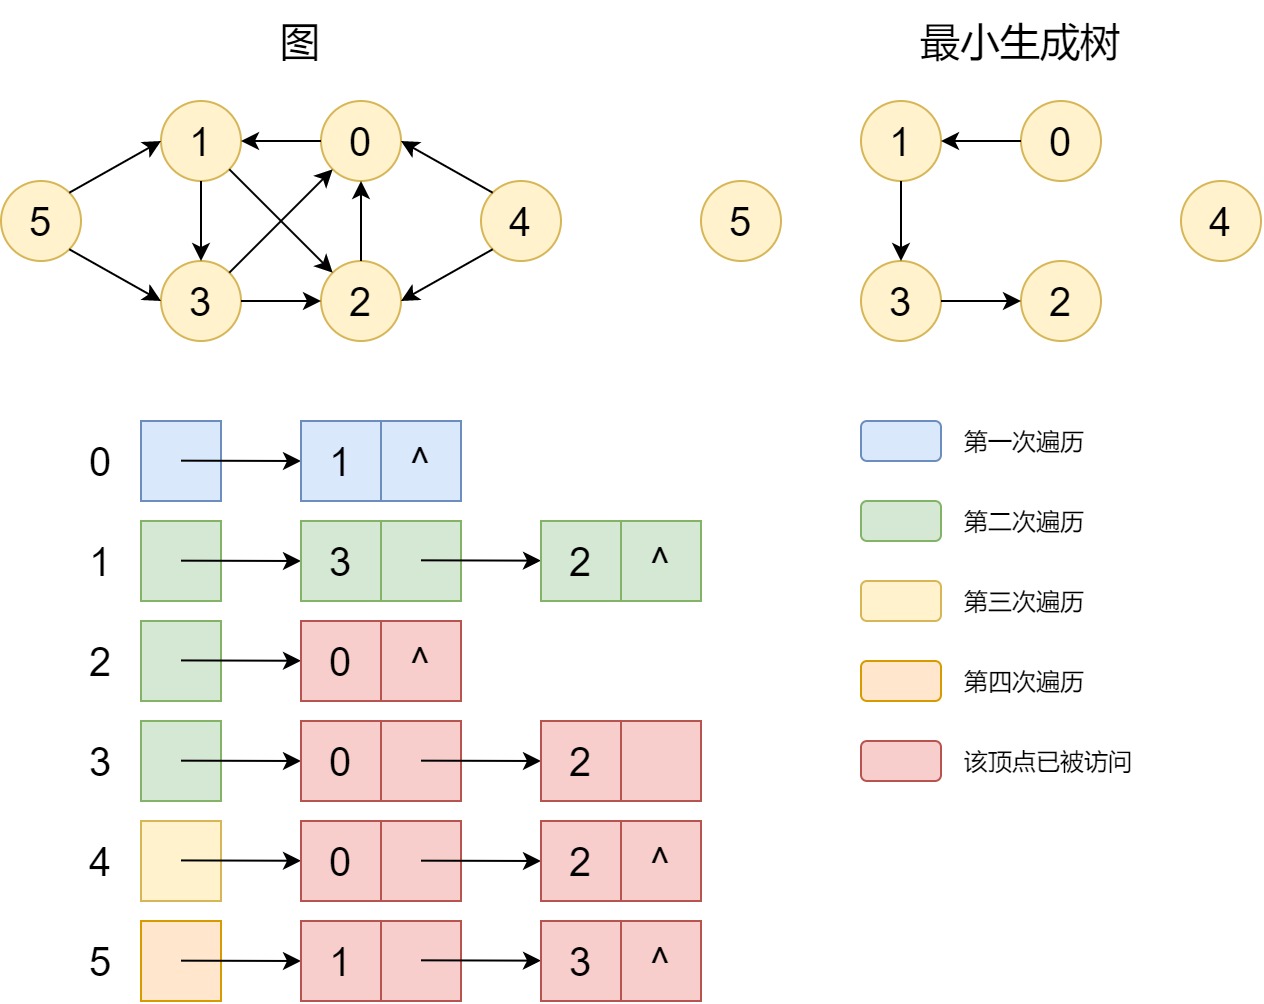 图 最小生成树
1 0 1 0
5 4 5 4
3 2 3 2
0 1 ^ 第一次遍历
1 3 2 ^ 第二次遍历
2 0 ^ 第三次遍历
3 0 2 第四次遍历
4 0 2 ^ 该顶点已被访问
5 1 3 ^